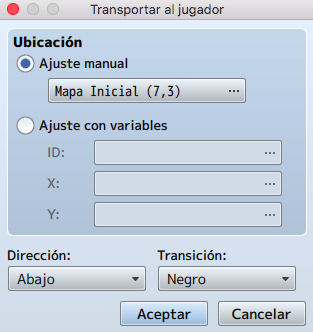 Transportar al jugador
Ubicación
Ajuste manual
Mapa Inicial (7,3) ...
Ajuste con variables
ID: ...
X: ...
Y: ...
Dirección: Transición:
Abajo Negro
Aceptar Cancelar